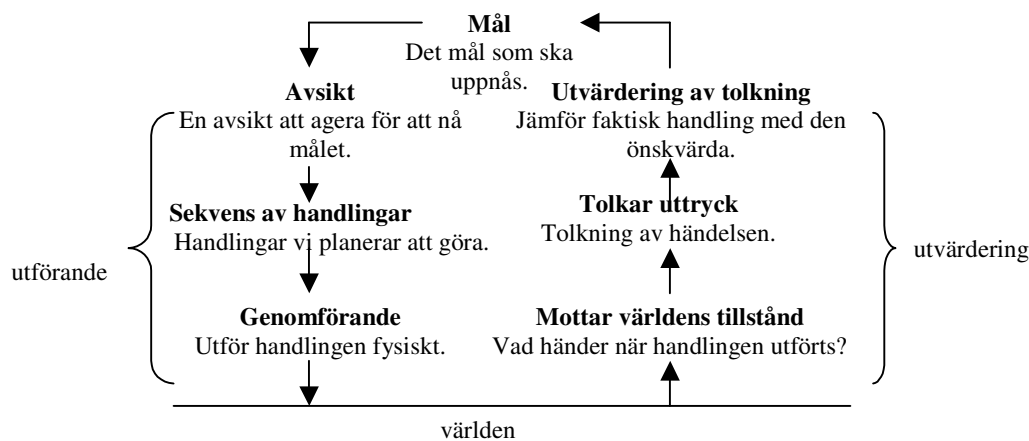 Mål
Det mål som ska
uppnås.
Avsikt
En avsikt att agera för att nå
målet.
Sekvens av handlingar
Handlingar vi planerar att göra.
Genomförande
Utför handlingen fysiskt.
utförande
Utvärdering av tolkning
Jämför faktisk handling med den
önskvärda.
Tolkar uttryck
Tolkning av händelsen.
Mottar världens tillstånd
Vad händer när handlingen utförts?
utvärdering
världen